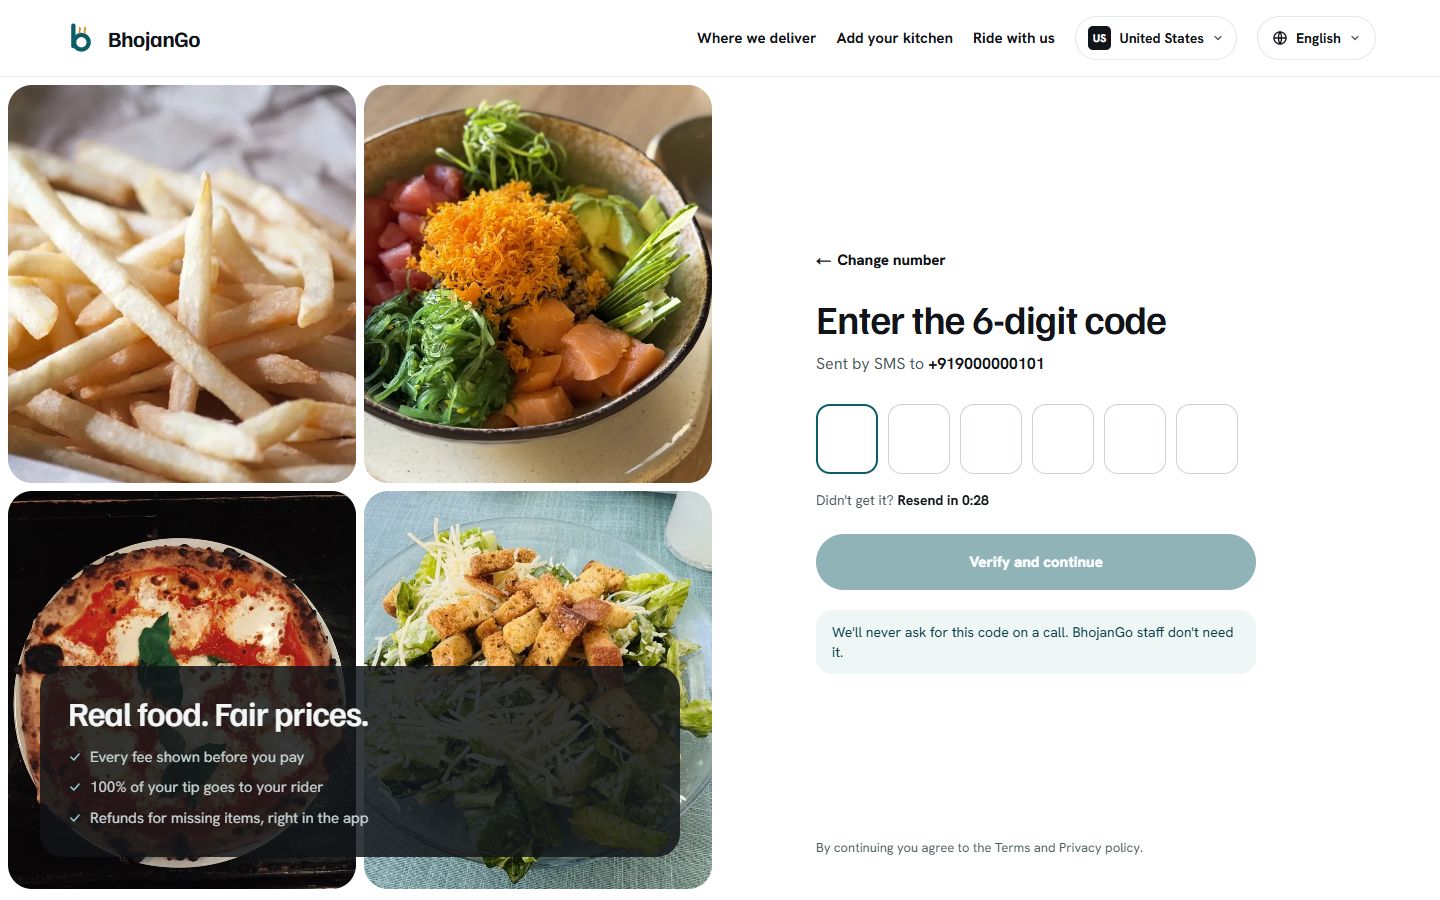 BhojanGo
Where we deliver
Add your kitchen
Ride with us
US United States
English
← Change number
Enter the 6-digit code
Sent by SMS to +919000000101
Didn't get it? Resend in 0:28
Verify and continue
We'll never ask for this code on a call. BhojanGo staff don't need
it.
By continuing you agree to the Terms and Privacy policy.
Real food. Fair prices.
Every fee shown before you pay
100% of your tip goes to your rider
Refunds for missing items, right in the app